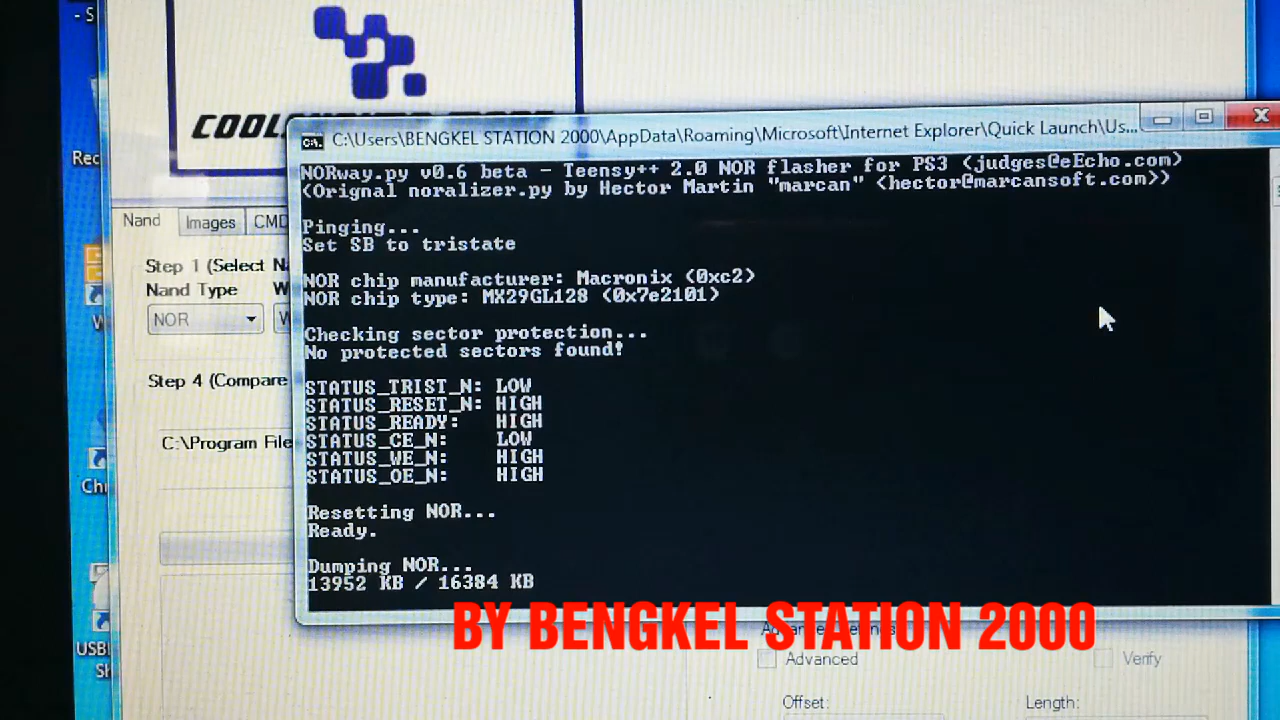 - S
Rec
C:\Users\BENGKEL STATION 2000\AppData\Roaming\Microsoft\Internet Explorer\Quick Launch\Us...
NORway.py v0.6 beta - Teensy++ 2.0 NOR flasher for PS3 <judges@eEcho.com>
(Orignal noralizer.py by Hector Martin "marcan" <hector@marcansoft.com>)
Pinging...
Set SB to tristate
NOR chip manufacturer: Macronix (0xc2)
NOR chip type: MX29GL128 (0x7e2101)
Checking sector protection...
No protected sectors found!
STATUS_TRIST_N: LOW
STATUS_RESET_N: HIGH
STATUS_READY: HIGH
STATUS_CE_N: LOW
STATUS_WE_N: HIGH
STATUS_OE_N: HIGH
Resetting NOR...
Ready.
Dumping NOR...
13952 KB / 16384 KB
Nand Images CMD
Step 1 (Select N
Nand Type W
NOR
Step 4 (Compare
C:\Program File
Chr
USB
Sh
BY BENGKEL STATION 2000
Advanced Verify
Offset: Length: